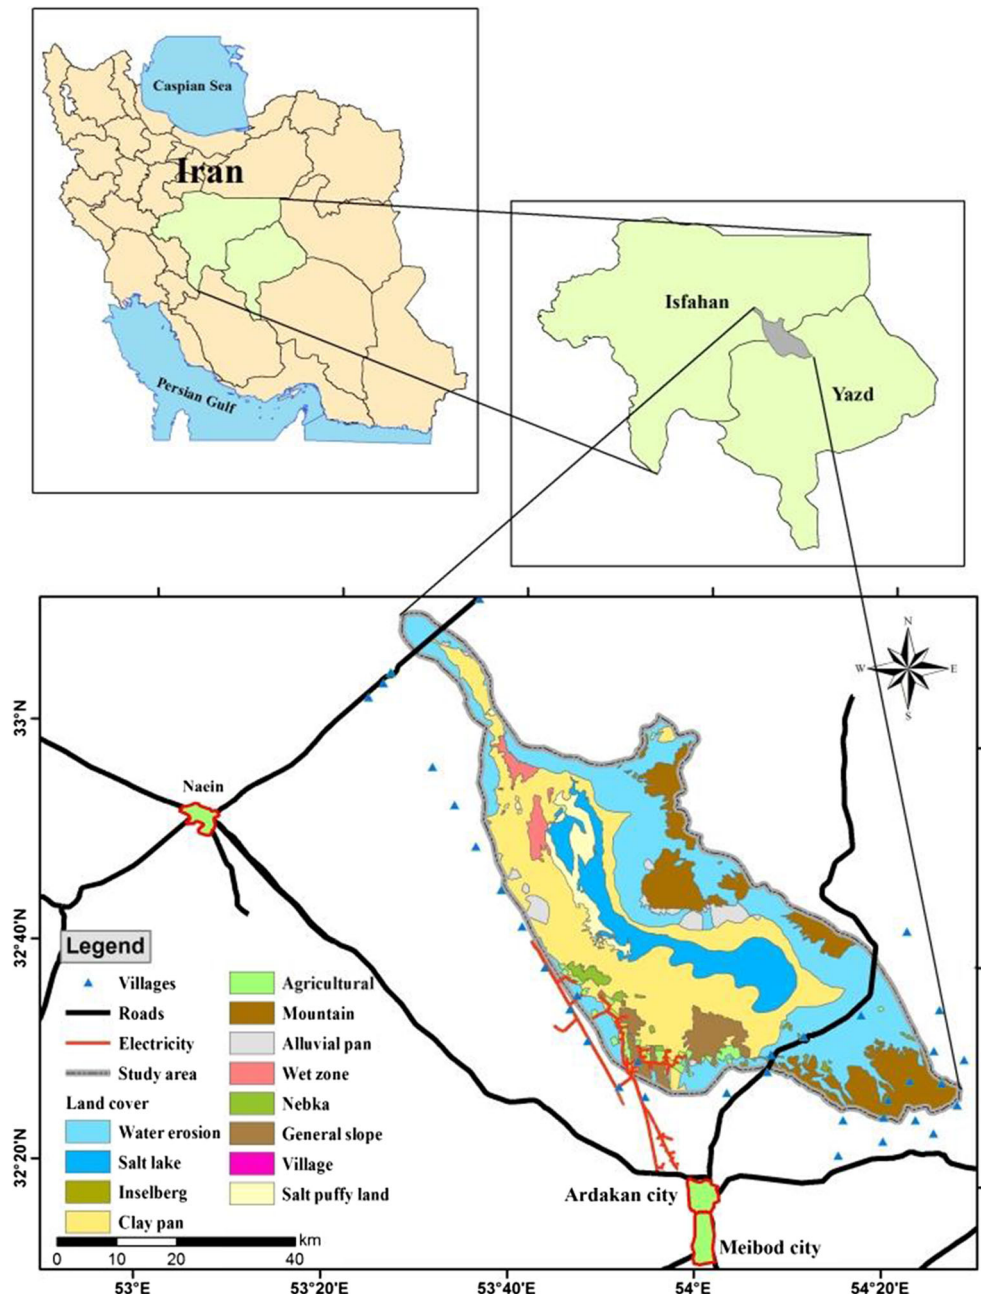 Caspian Sea
Iran
Persian Gulf
Isfahan
Yazd
N
W
E
S
33°N
32°40'N
32°20'N
Naein
Legend
Villages
Roads
Electricity
Study area
Land cover
Water erosion
Salt lake
Inselberg
Clay pan
Agricultural
Mountain
Alluvial pan
Wet zone
Nebka
General slope
Village
Salt puffy land
km
0 10 20 40
Ardakan city
Meibod city
53°E
53°20'E
53°40'E
54°E
54°20'E